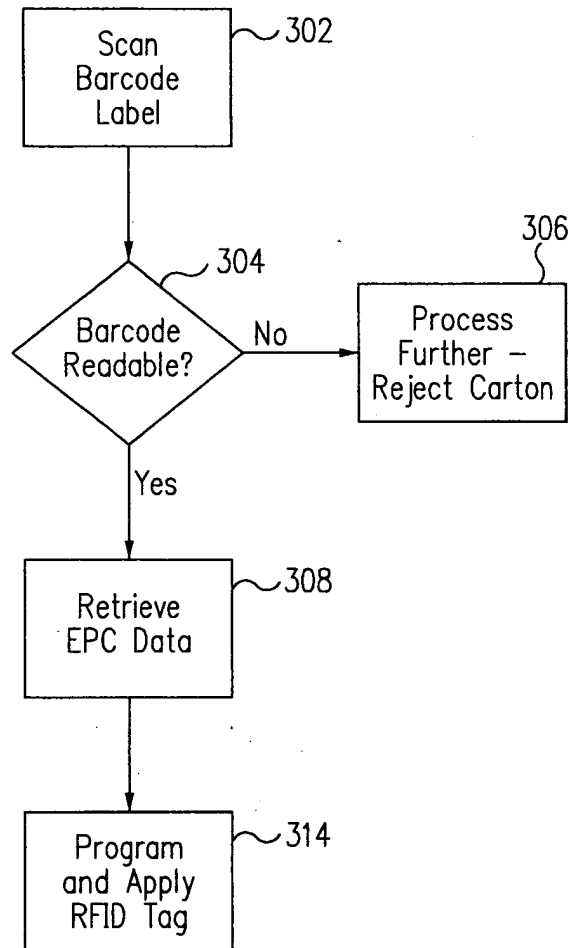 Scan
Barcode
Label
302
304
Barcode
Readable?
No
306
Process
Further –
Reject Carton
Yes
Retrieve
EPC Data
308
Program
and Apply
RFID Tag
314